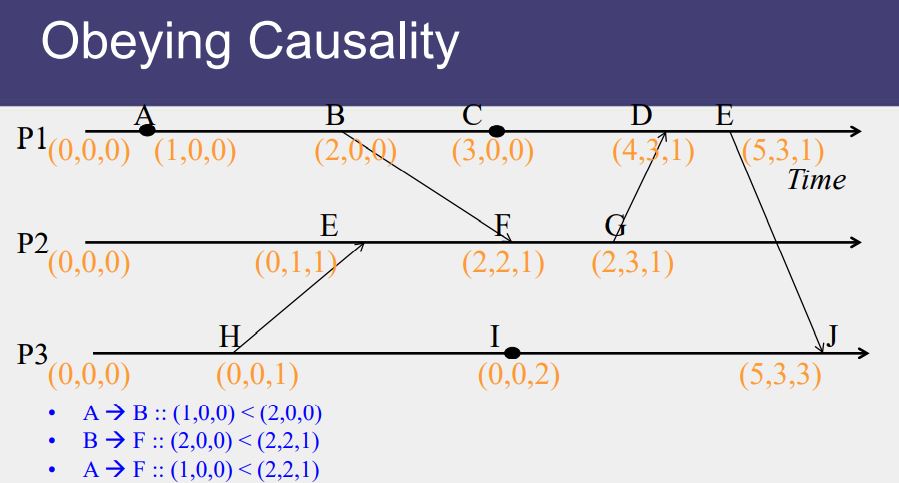 Obeying Causality
A B C D E
P1 (0,0,0) (1,0,0) (2,0,0) (3,0,0) (4,3,1) (5,3,1)
Time
E F G
P2 (0,0,0) (0,1,1) (2,2,1) (2,3,1)
H I J
P3 (0,0,0) (0,0,1) (0,0,2) (5,3,3)
• A → B :: (1,0,0) < (2,0,0)
• B → F :: (2,0,0) < (2,2,1)
• A → F :: (1,0,0) < (2,2,1)